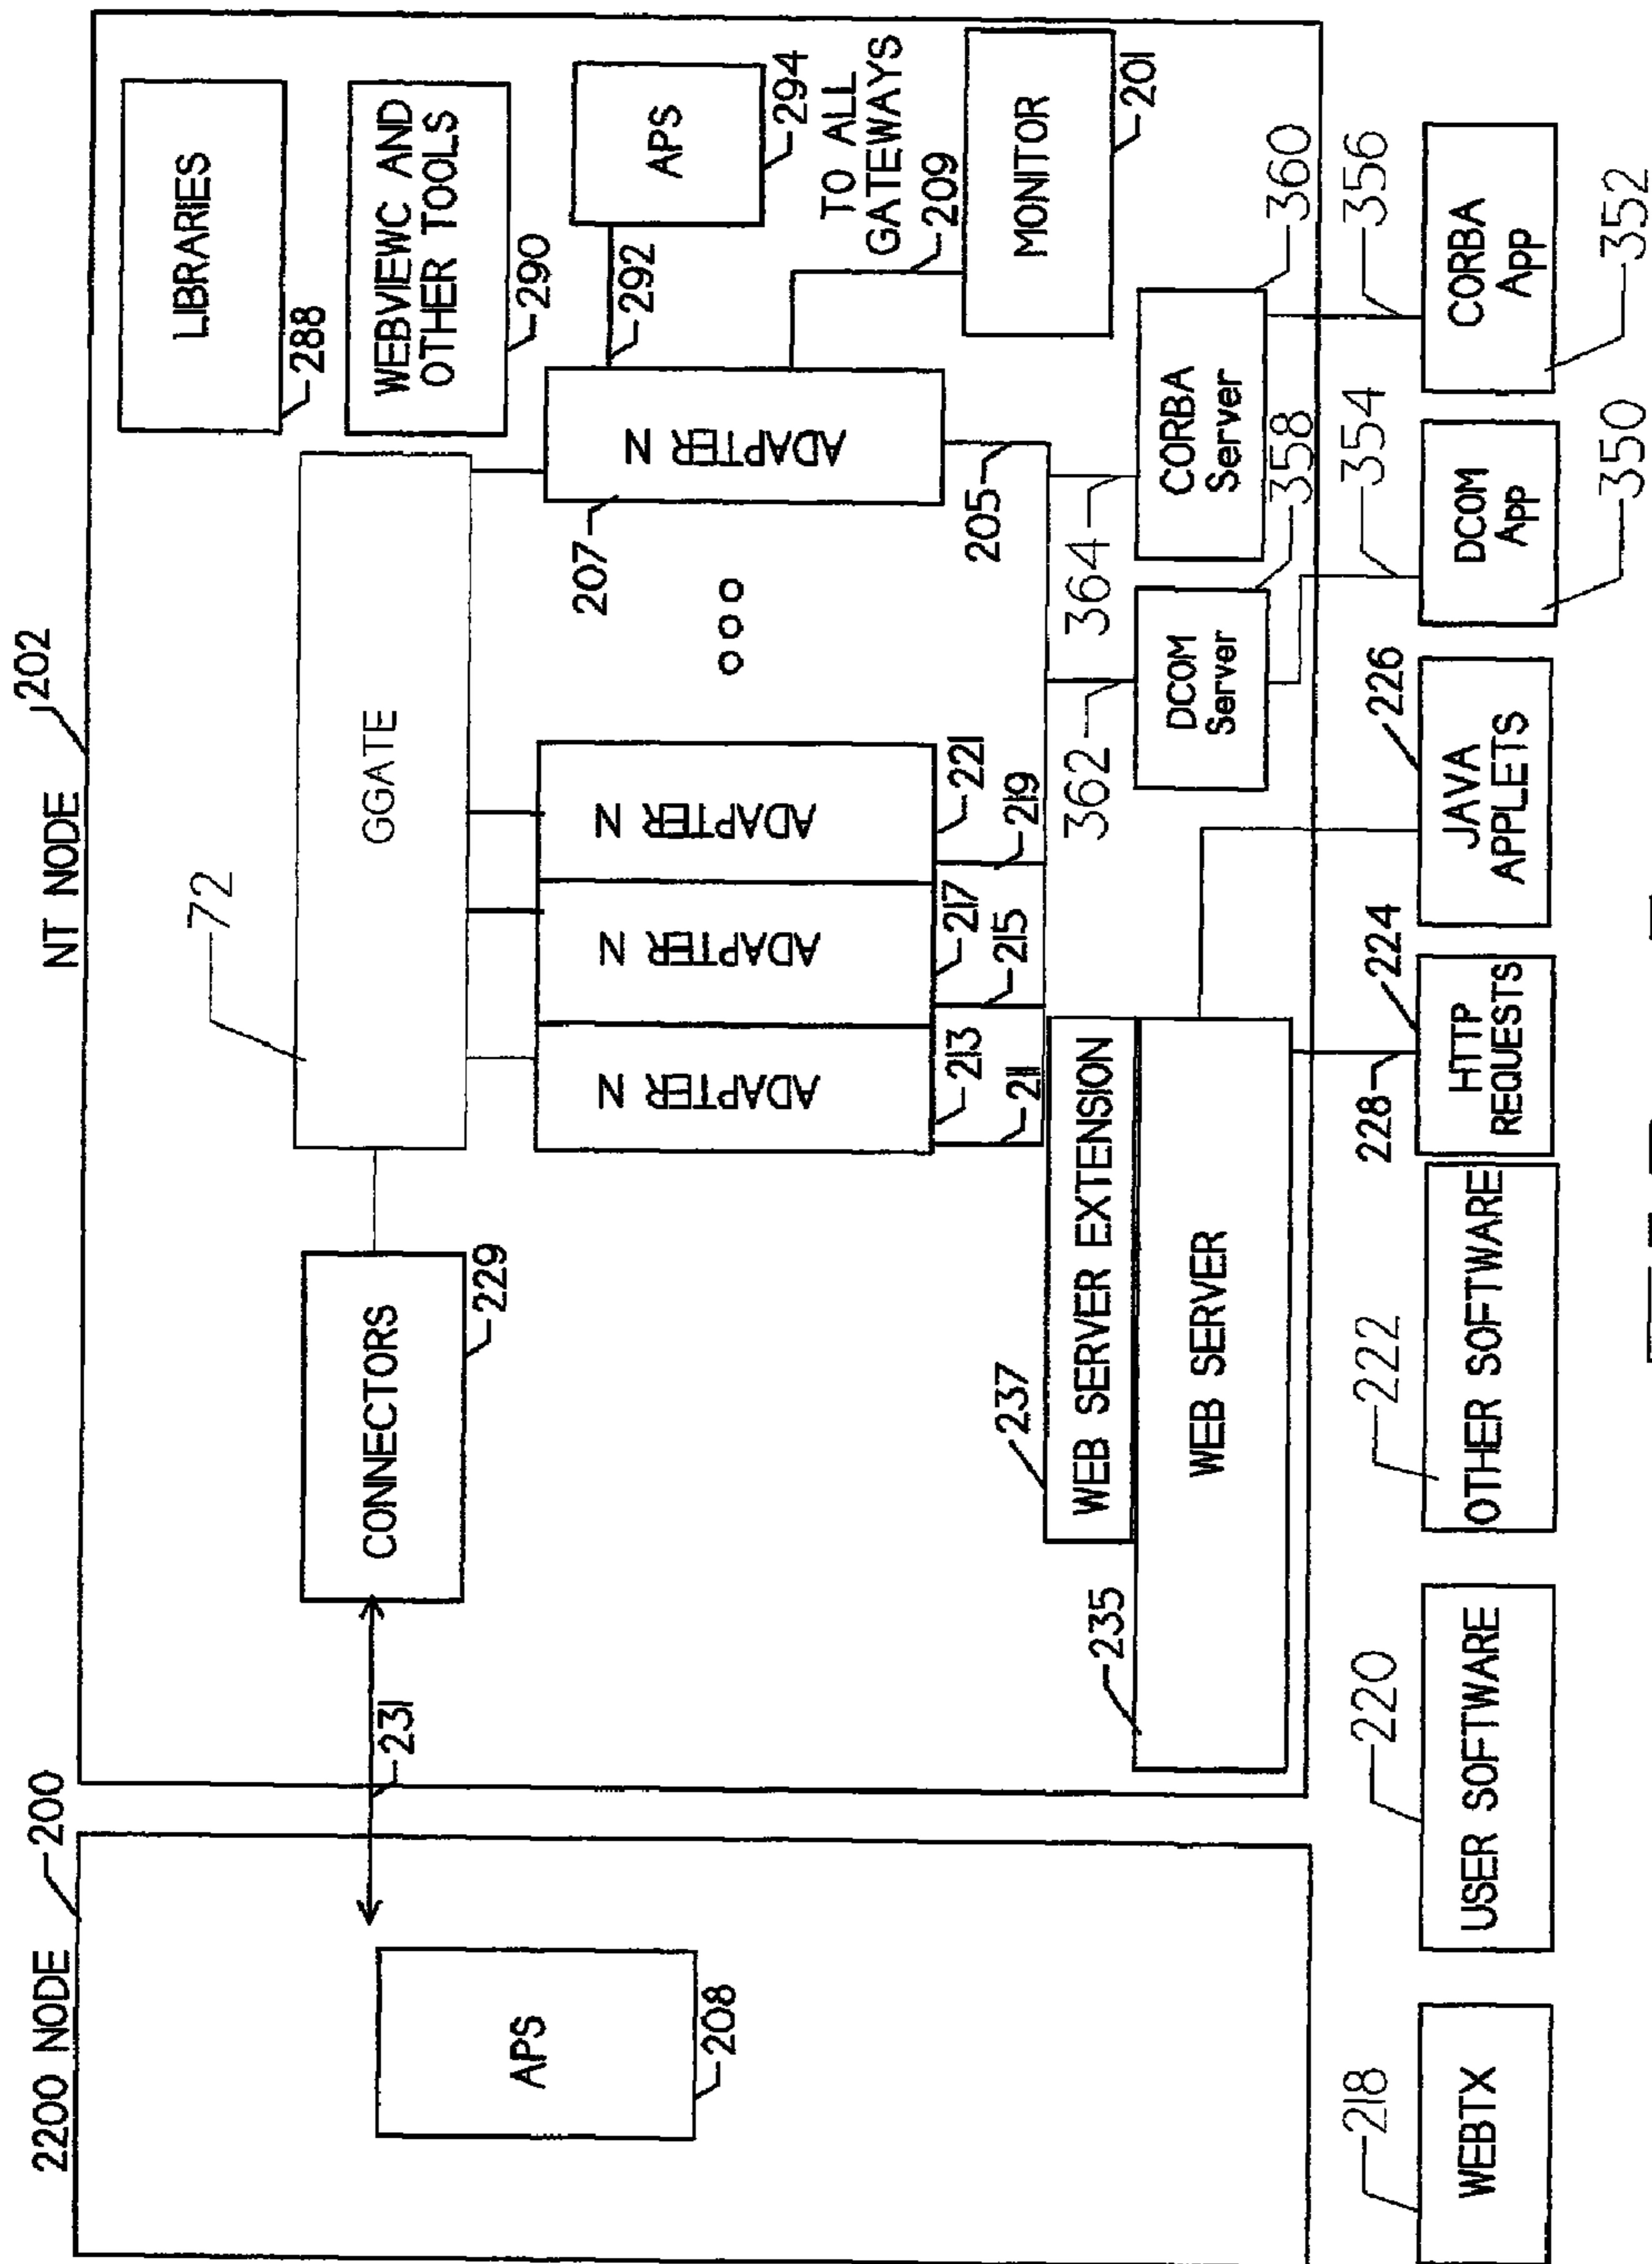 2200 NODE
200
NT NODE
202
72
GGATE
LIBRARIES
288
WEBVIEWC AND
OTHER TOOLS
290
CONNECTORS
229
231
APS
208
ADAPTER N
213
211
ADAPTER N
217
215
ADAPTER N
221
219
207
ADAPTER N
205
292
APS
294
TO ALL
GATEWAYS
209
MONITOR
201
237
WEB SERVER EXTENSION
235
WEB SERVER
362
DCOM
Server
358
364
CORBA
Server
360
218
WEBTX
220
USER SOFTWARE
222
OTHER SOFTWARE
228
224
HTTP
REQUESTS
226
JAVA
APPLETS
354
DCOM
App
350
356
CORBA
App
352